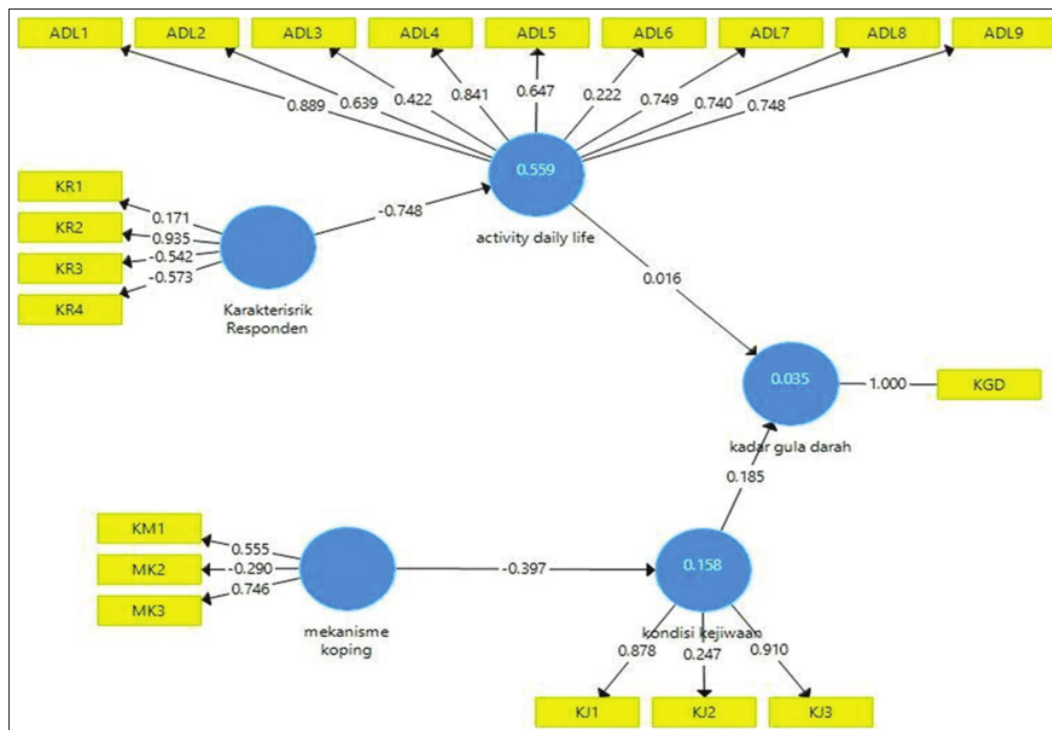 ADL1 ADL2 ADL3 ADL4 ADL5 ADL6 ADL7 ADL8 ADL9
0.889 0.639 0.422 0.841 0.647 0.222 0.749 0.740 0.748
0.559
activity daily life
KR1
KR2
KR3
KR4
0.171
0.935
-0.542
-0.573
Karakterisrik
Responden
-0.748
0.016
0.035
kadar gula darah
1.000
KGD
0.185
KM1
MK2
MK3
0.555
-0.290
0.746
mekanisme
koping
-0.397
0.158
kondisi kejiwaan
0.878 0.247 0.910
KJ1 KJ2 KJ3